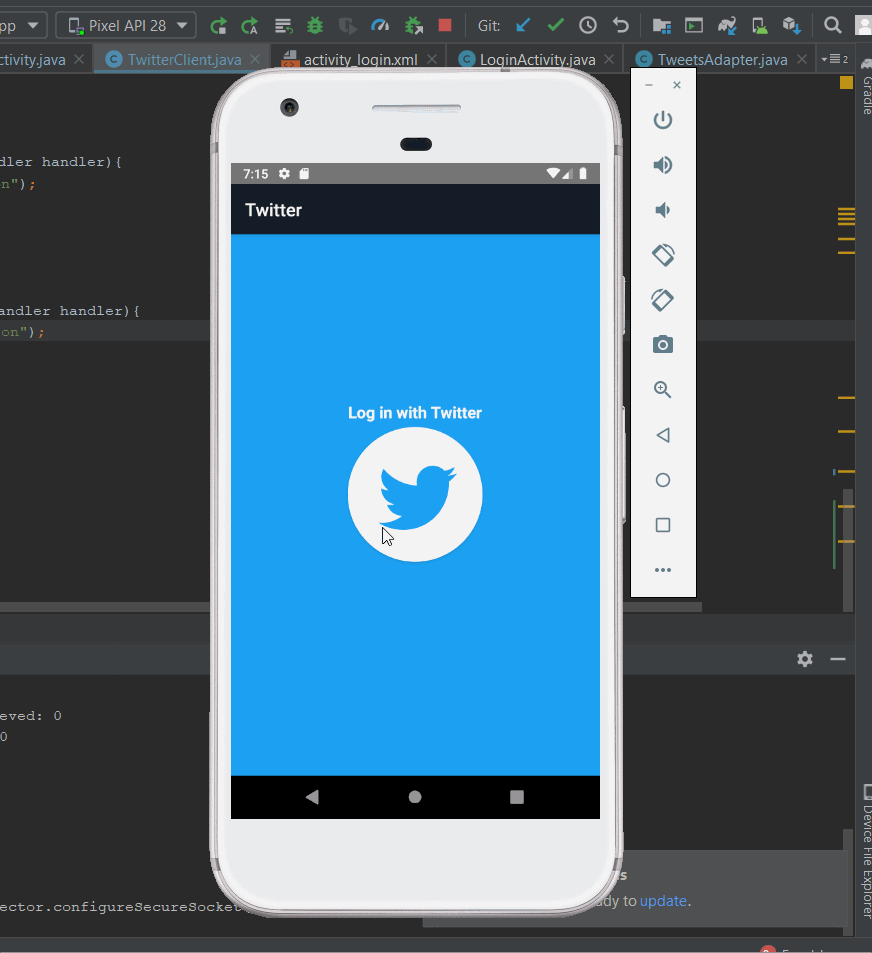 pp Pixel API 28 Git:
ctivity.java TwitterClient.java activity_login.xml LoginActivity.java TweetsAdapter.java 2
Gradle
7:15
Twitter
dler handler){
n");
andler handler){
on");
Log in with Twitter
eved: 0
0
Device File Explorer
ector.configureSecureSocket
dy to update.